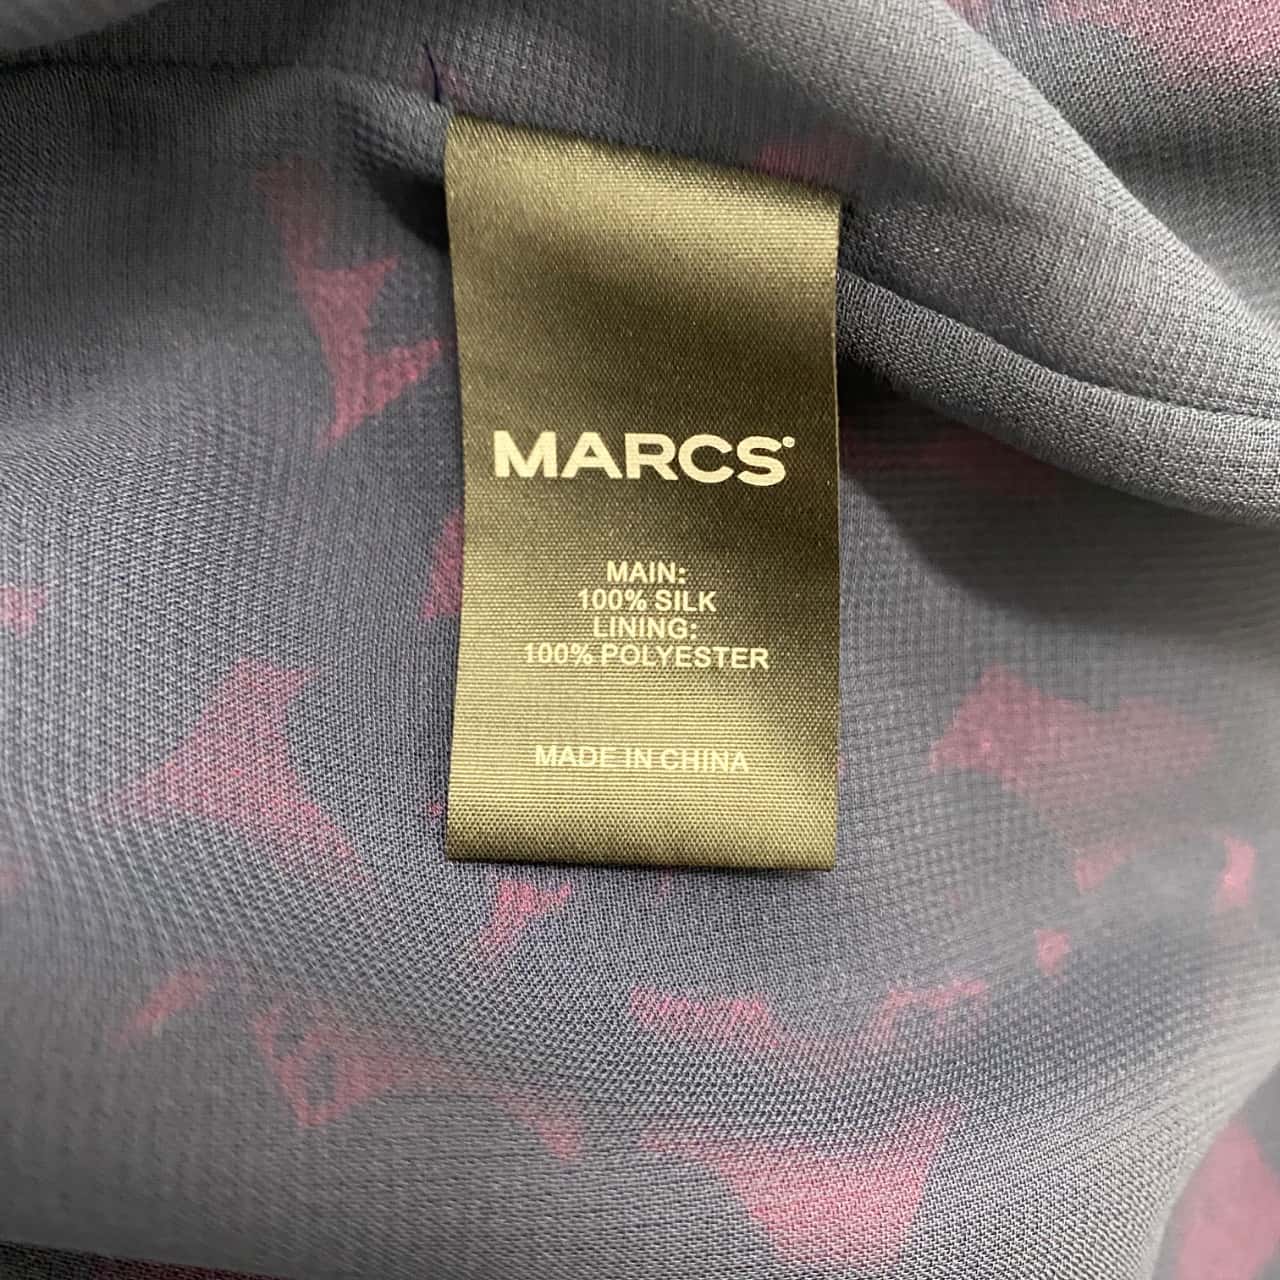 MARCS®
MAIN:
100% SILK
LINING:
100% POLYESTER
MADE IN CHINA